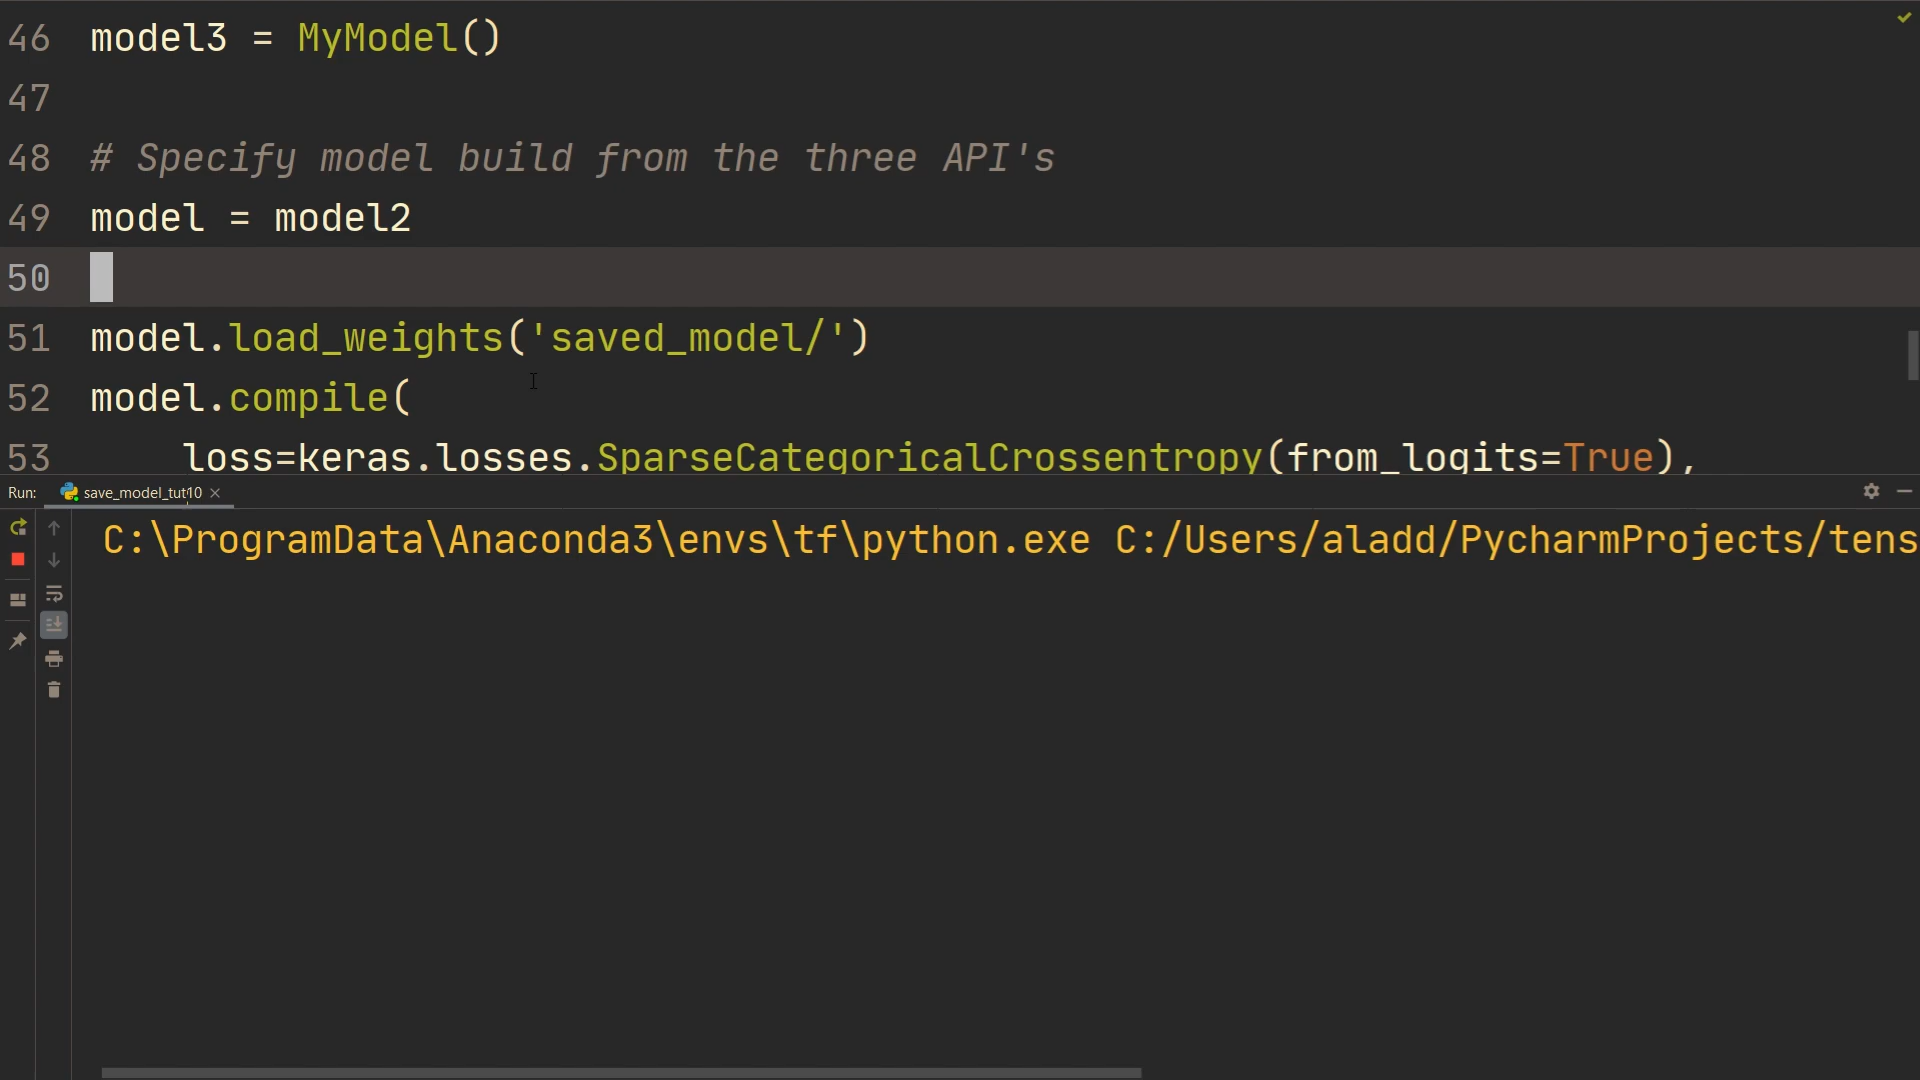 46 model3 = MyModel()
47
48 # Specify model build from the three API's
49 model = model2
50
51 model.load_weights('saved_model/')
52 model.compile(
53 loss=keras.losses.SparseCategoricalCrossentropy(from_logits=True),
Run: save_model_tut10
C:\ProgramData\Anaconda3\envs\tf\python.exe C:/Users/aladd/PycharmProjects/tens